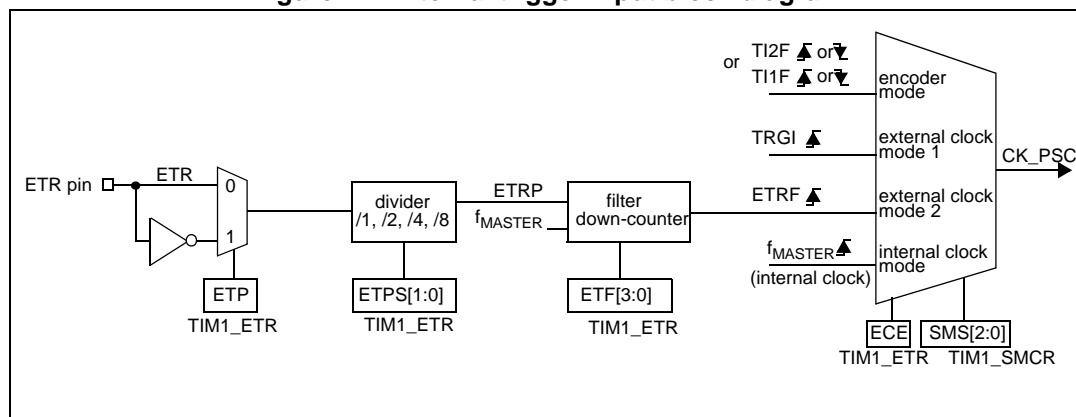 TI2F or
or TI1F or
encoder
mode
TRGI
external clock
mode 1
CK_PSC
ETR pin
ETR
0
1
divider
/1, /2, /4, /8
ETRP
fMASTER
filter
down-counter
ETRF
external clock
mode 2
fMASTER
(internal clock)
internal clock
mode
ETP
TIM1_ETR
ETPS[1:0]
TIM1_ETR
ETF[3:0]
TIM1_ETR
ECE
TIM1_ETR
SMS[2:0]
TIM1_SMCR